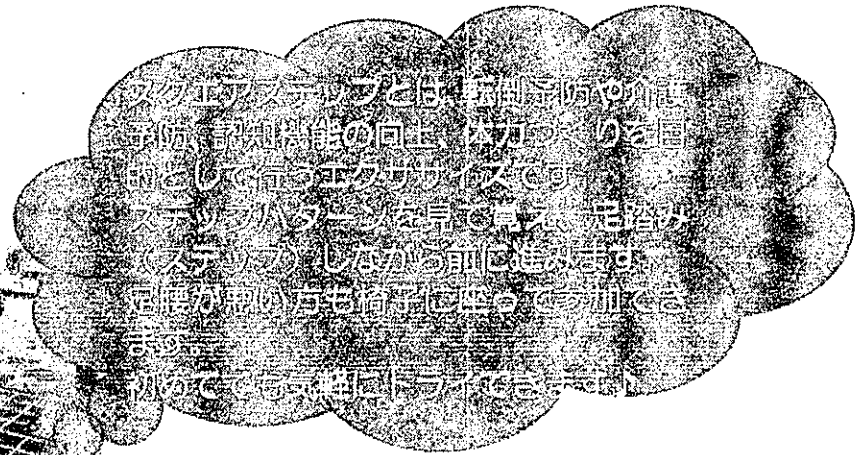 スクエアステップとは、転倒予防や介護
予防、認知機能の向上、体力づくりを目
的として行うエクササイズです。
ステップパターンを見て覚え、足踏み
（ステップ）しながら前に進みます。
足腰が悪い方も椅子に座って参加でき
ます。
初めてでも気軽にトライできます！